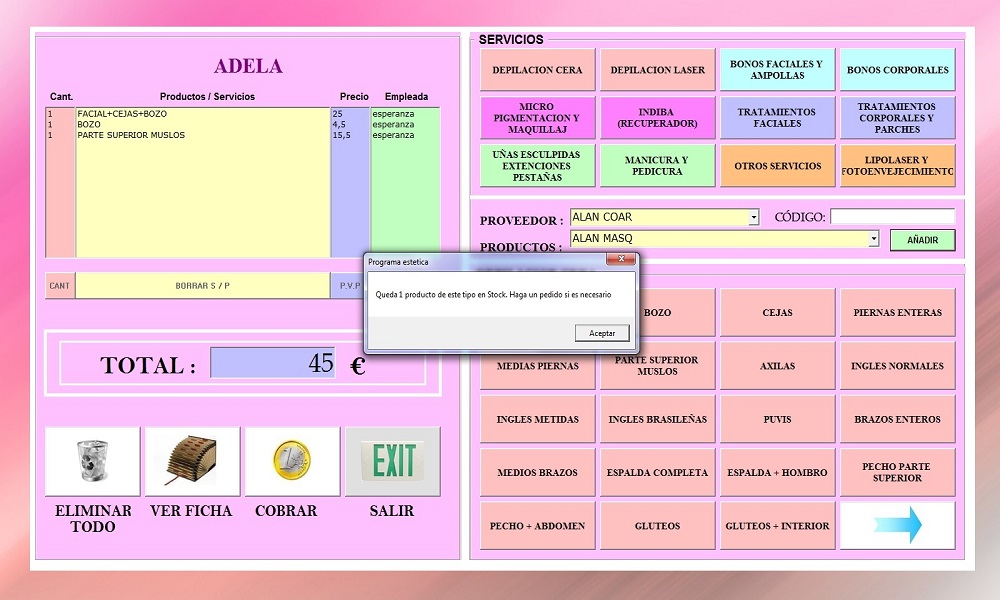 ADELA
Cant. Productos / Servicios Precio Empleada
1 FACIAL+CEJAS+BOZO 25 esperanza
1 BOZO 4,5 esperanza
1 PARTE SUPERIOR MUSLOS 15,5 esperanza
CANT BORRAR S / P P.V.P
TOTAL : 45 €
ELIMINAR
TODO
VER FICHA
COBRAR
EXIT
SALIR
SERVICIOS
DEPILACION CERA
DEPILACION LASER
BONOS FACIALES Y
AMPOLLAS
BONOS CORPORALES
MICRO
PIGMENTACION Y
MAQUILLAJ
INDIBA
(RECUPERADOR)
TRATAMIENTOS
FACIALES
TRATAMIENTOS
CORPORALES Y
PARCHES
UÑAS ESCULPIDAS
EXTENCIONES
PESTAÑAS
MANICURA Y
PEDICURA
OTROS SERVICIOS
LIPOLASER Y
FOTOENVEJECIMIENTO
PROVEEDOR : ALAN COAR CÓDIGO:
PRODUCTOS : ALAN MASQ AÑADIR
Programa estetica
Queda 1 producto de este tipo en Stock. Haga un pedido si es necesario
Aceptar
BOZO
CEJAS
PIERNAS ENTERAS
MEDIAS PIERNAS
PARTE SUPERIOR
MUSLOS
AXILAS
INGLES NORMALES
INGLES METIDAS
INGLES BRASILEÑAS
PUVIS
BRAZOS ENTEROS
MEDIOS BRAZOS
ESPALDA COMPLETA
ESPALDA + HOMBRO
PECHO PARTE
SUPERIOR
PECHO + ABDOMEN
GLUTEOS
GLUTEOS + INTERIOR